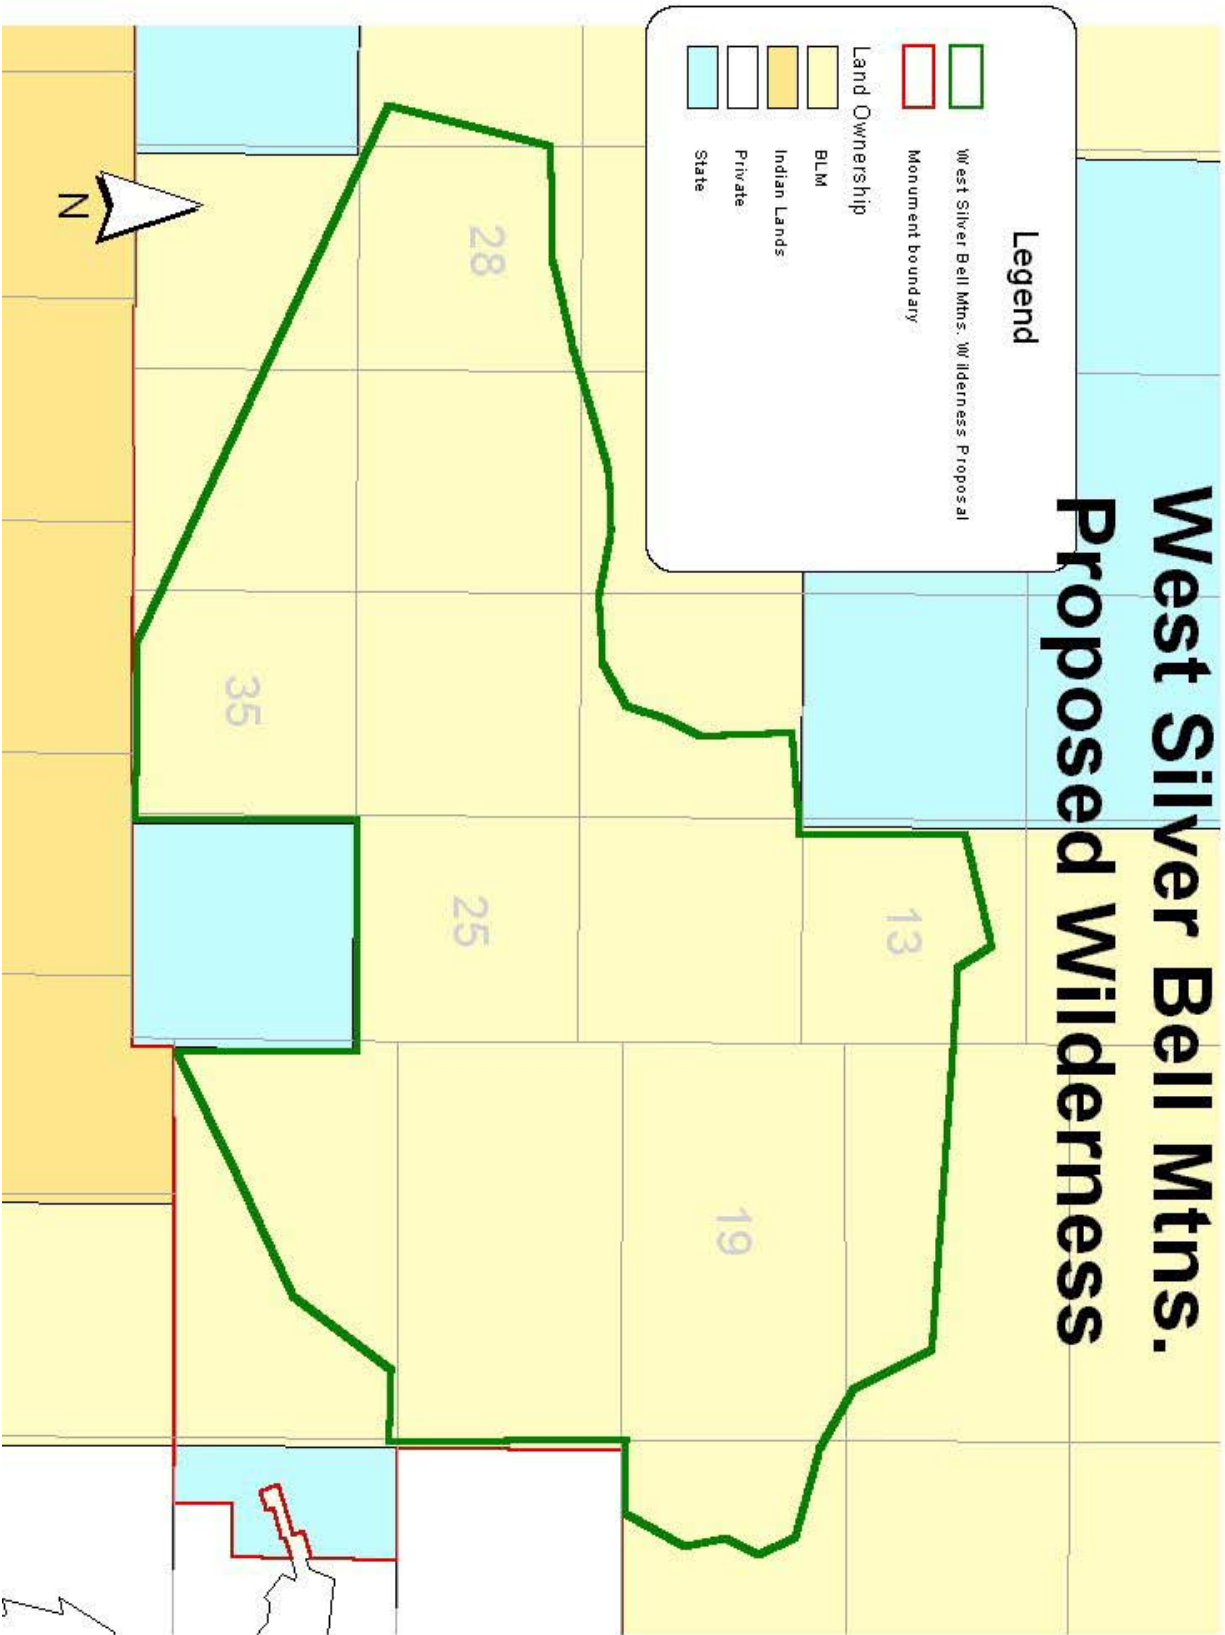 West Silver Bell Mtns.
Proposed Wilderness
Legend
West Silver Bell Mtns. Wilderness Proposal
Monument boundary
Land Ownership
BLM
Indian Lands
Private
State
13
19
28
25
35
N